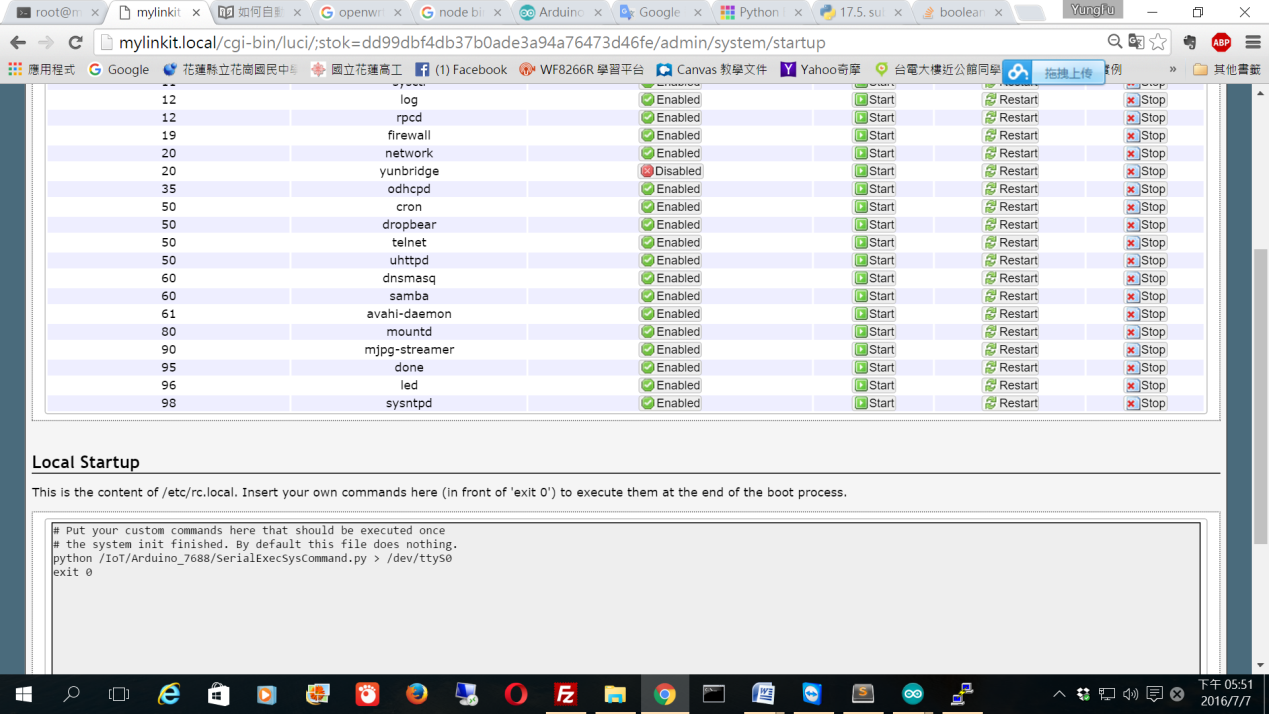 root@m
mylinkit
如何自動
openwr
node bi
Arduino
Google
Python
17.5. sub
boolean
YungFu
mylinkit.local/cgi-bin/luci/;stok=dd99dbf4db37b0ada3a94a76473d46fe/admin/system/startup
應用程式 Google 花蓮縣立花崗國民中學 國立花蓮高工 (1) Facebook WF8266R 學習平台 Canvas 教學文件 Yahoo奇摩 台電大樓近公館同學 拖拽上传 » 其他書籤
12 log Enabled Start Restart Stop
12 rpcd Enabled Start Restart Stop
19 firewall Enabled Start Restart Stop
20 network Enabled Start Restart Stop
20 yunbridge Disabled Start Restart Stop
35 odhcpd Enabled Start Restart Stop
50 cron Enabled Start Restart Stop
50 dropbear Enabled Start Restart Stop
50 telnet Enabled Start Restart Stop
50 uhttpd Enabled Start Restart Stop
60 dnsmasq Enabled Start Restart Stop
60 samba Enabled Start Restart Stop
61 avahi-daemon Enabled Start Restart Stop
80 mountd Enabled Start Restart Stop
90 mjpg-streamer Enabled Start Restart Stop
95 done Enabled Start Restart Stop
96 led Enabled Start Restart Stop
98 sysntpd Enabled Start Restart Stop
Local Startup
This is the content of /etc/rc.local. Insert your own commands here (in front of 'exit 0') to execute them at the end of the boot process.
# Put your custom commands here that should be executed once
# the system init finished. By default this file does nothing.
python /IoT/Arduino_7688/SerialExecSysCommand.py > /dev/ttyS0
exit 0
下午 05:51
2016/7/7